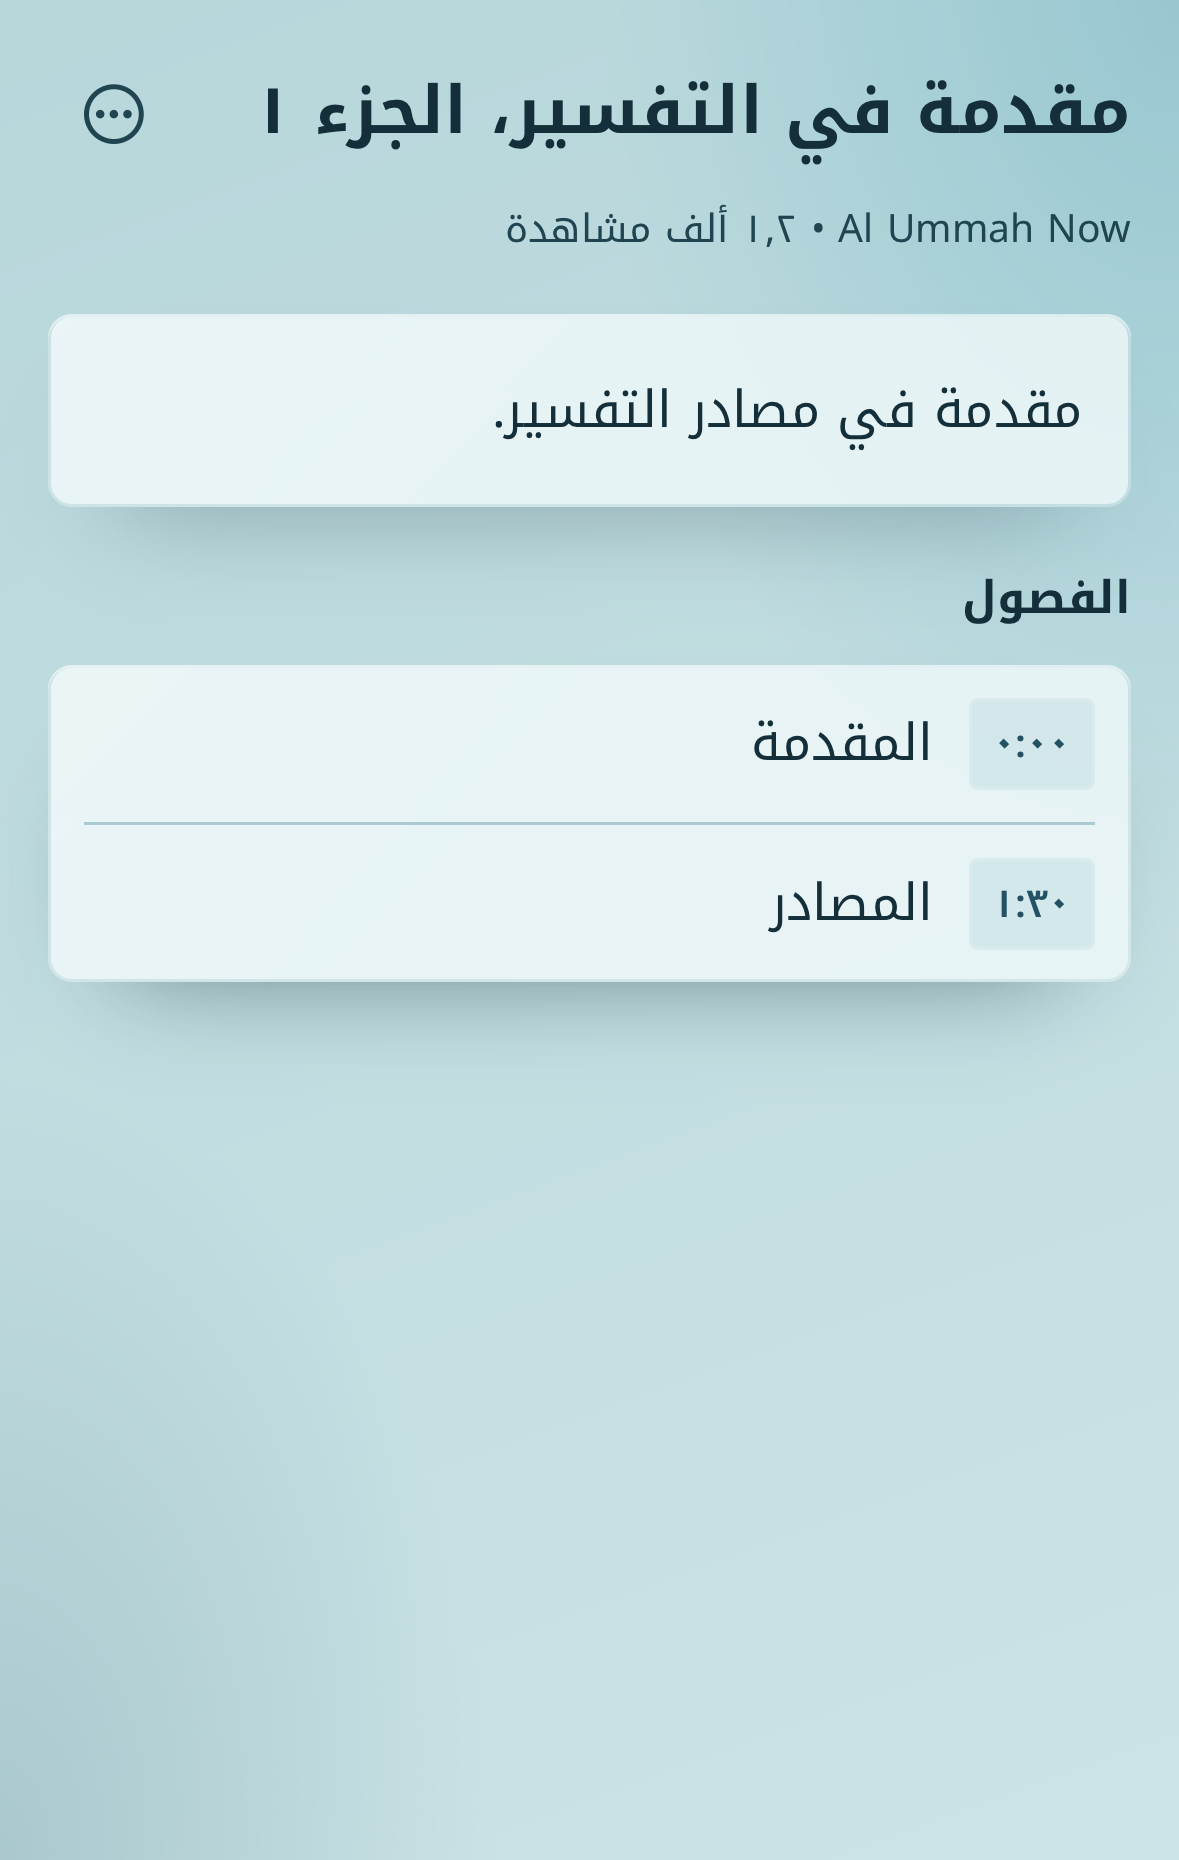 مقدمة في التفسير، الجزء ١
Al Ummah Now • ١٫٢ ألف مشاهدة
مقدمة في مصادر التفسير.
الفصول
٠:٠٠ المقدمة
١:٣٠ المصادر